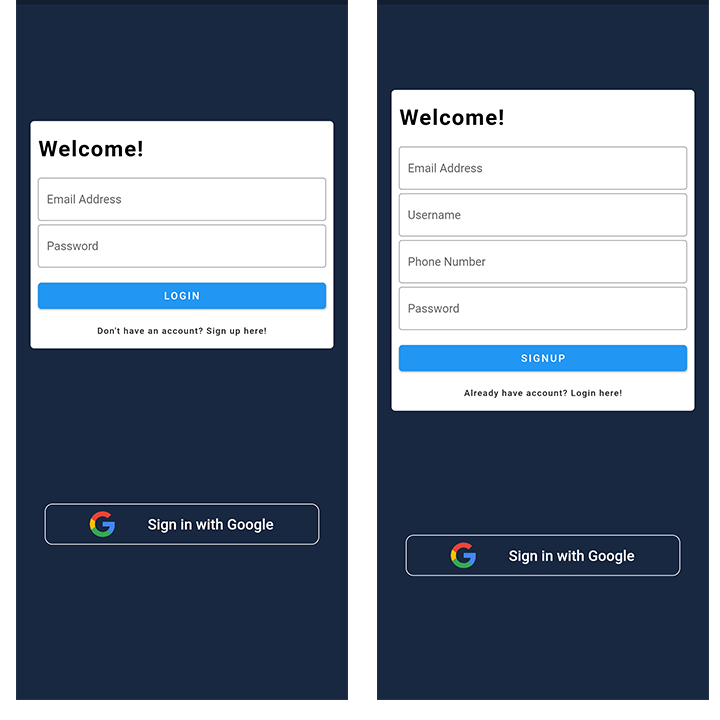 Welcome!
Email Address
Password
LOGIN
Don't have an account? Sign up here!
Sign in with Google
Welcome!
Email Address
Username
Phone Number
Password
SIGNUP
Already have account? Login here!
Sign in with Google